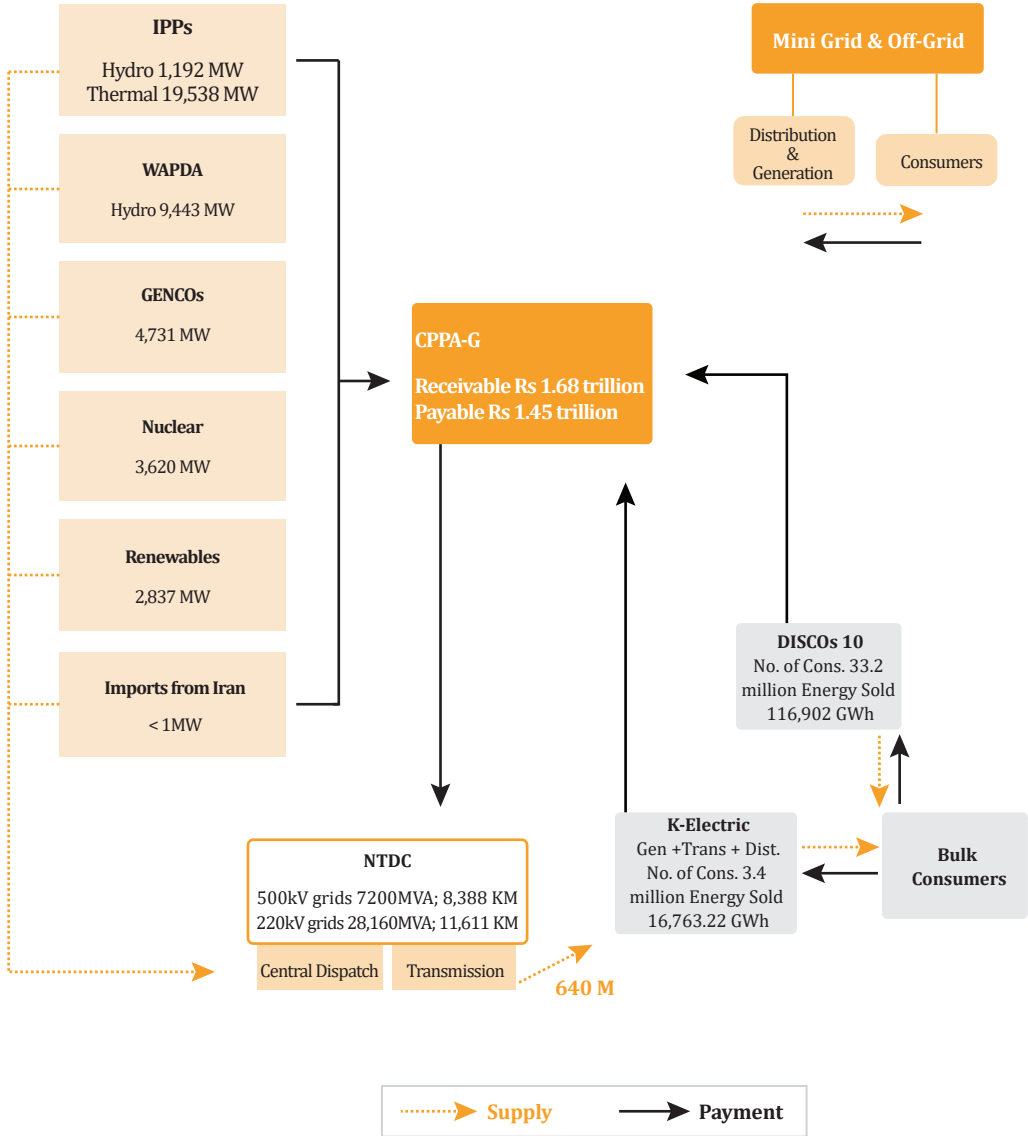 IPPs
Hydro 1,192 MW
Thermal 19,538 MW
WAPDA
Hydro 9,443 MW
GENCOs
4,731 MW
Nuclear
3,620 MW
Renewables
2,837 MW
Imports from Iran
< 1MW
Mini Grid & Off-Grid
Distribution
&
Generation
Consumers
CPPA-G
Receivable Rs 1.68 trillion
Payable Rs 1.45 trillion
DISCOs 10
No. of Cons. 33.2
million Energy Sold
116,902 GWh
K-Electric
Gen +Trans + Dist.
No. of Cons. 3.4
million Energy Sold
16,763.22 GWh
Bulk
Consumers
NTDC
500kV grids 7200MVA; 8,388 KM
220kV grids 28,160MVA; 11,611 KM
Central Dispatch
Transmission
640 M
Supply
Payment